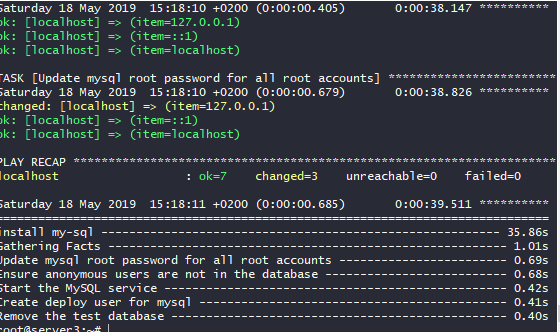 Saturday 18 May 2019  15:18:10 +0200 (0:00:00.405)       0:00:38.147 **********
ok: [localhost] => (item=127.0.0.1)
ok: [localhost] => (item=::1)
ok: [localhost] => (item=localhost)
TASK [Update mysql root password for all root accounts] *************************
Saturday 18 May 2019  15:18:10 +0200 (0:00:00.679)       0:00:38.826 **********
changed: [localhost] => (item=127.0.0.1)
ok: [localhost] => (item=::1)
ok: [localhost] => (item=localhost)
PLAY RECAP *********************************************************************
localhost                  : ok=7    changed=3    unreachable=0    failed=0
Saturday 18 May 2019  15:18:11 +0200 (0:00:00.685)       0:00:39.511 **********
===============================================================================
install my-sql --------------------------------------------------------- 35.86s
Gathering Facts --------------------------------------------------------- 1.01s
Update mysql root password for all root accounts ------------------------ 0.69s
Ensure anonymous users are not in the database -------------------------- 0.68s
Start the MySQL service ------------------------------------------------- 0.42s
Create deploy user for mysql -------------------------------------------- 0.41s
Remove the test database ------------------------------------------------ 0.40s
root@server3:~#